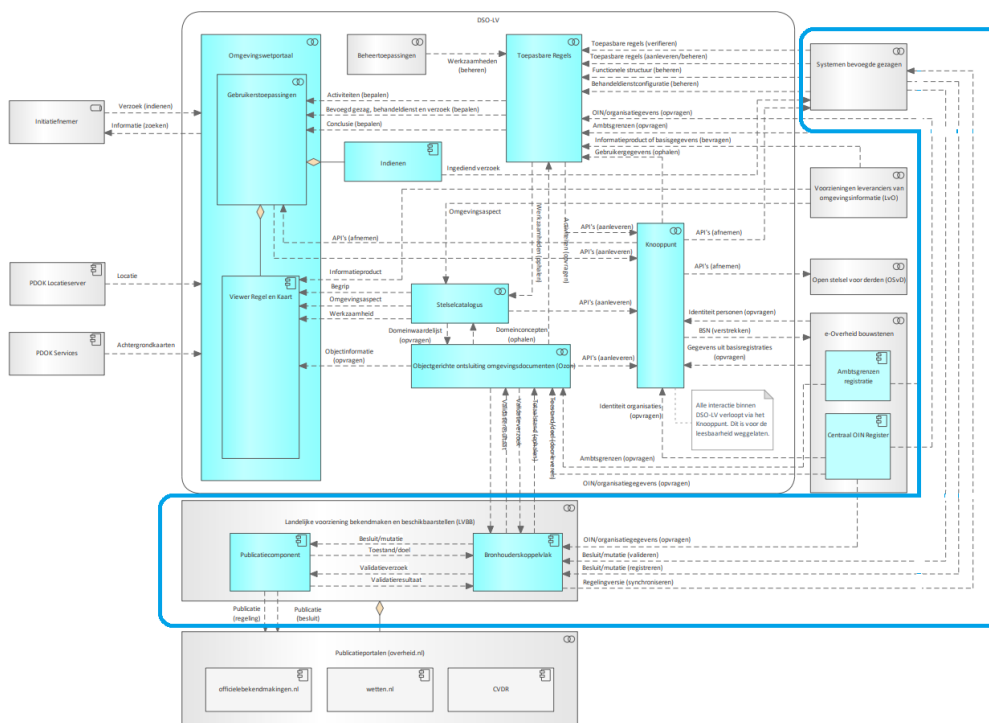 DSO-LV
Omgevingswetportaal
Gebruikerstoepassingen
Beheertoepassingen
Werkzaamheden
(beheren)
Toepasbare Regels
Toepasbare regels (verifieren)
Toepasbare regels (aanleveren/beheren)
Functionele structuur (beheren)
Behandeldienstconfiguratie (beheren)
Systemen bevoegde gezagen
Initiatiefnemer
Verzoek (indienen)
Informatie (zoeken)
Activiteiten (bepalen)
Bevoegd gezag, behandeldienst en verzoek (bepalen)
Conclusie (bepalen)
OIN/organisatiegegevens (opvragen)
Ambtsgrenzen (opvragen)
Informatieproduct of basisgegevens (bevragen)
Gebruikergegevens (ophalen)
Indienen
Ingediend verzoek
Voorzieningen leveranciers van
omgevingsinformatie (LvO)
Omgevingsaspect
Werkzaamheden (ophalen)
Activiteiten (opvragen)
API's (afnemen)
API's (aanleveren)
API's (afnemen)
API's (aanleveren)
Knooppunt
API's (afnemen)
Open stelsel voor derden (OSvD)
PDOK Locatieserver
Locatie
Viewer Regel en Kaart
Informatieproduct
Begrip
Omgevingsaspect
Werkzaamheid
Stelselcatalogus
API's (aanleveren)
Identiteit personen (opvragen)
BSN (verstrekken)
Gegevens uit basisregistraties
(opvragen)
e-Overheid bouwstenen
PDOK Services
Achtergrondkaarten
Domeinwaardelijst
(opvragen)
Domeinconcepten
(ophalen)
Objectinformatie
(opvragen)
Objectgerichte ontsluiting omgevingsdocumenten (Ozon)
API's (aanleveren)
Ambtsgrenzen
registratie
Identiteit organisaties
(opvragen)
Alle interactie binnen
DSO-LV verloopt via het
Knooppunt. Dit is voor de
leesbaarheid weggelaten.
Centraal OIN Register
Ambtsgrenzen (opvragen)
OIN/organisatiegegevens (opvragen)
Landelijke voorziening bekendmaken en beschikbaarstellen (LVBB)
Publicatiecomponent
Besluit/mutatie
Toestand/doel
Validatieverzoek
Validatieresultaat
Bronhouderskoppelvlak
OIN/organisatiegegevens (opvragen)
Besluit/mutatie (valideren)
Besluit/mutatie (registreren)
Regelingversie (synchroniseren)
Publicatie
(regeling)
Publicatie
(besluit)
Publicatieportalen (overheid.nl)
officielebekendmakingen.nl
wetten.nl
CVDR